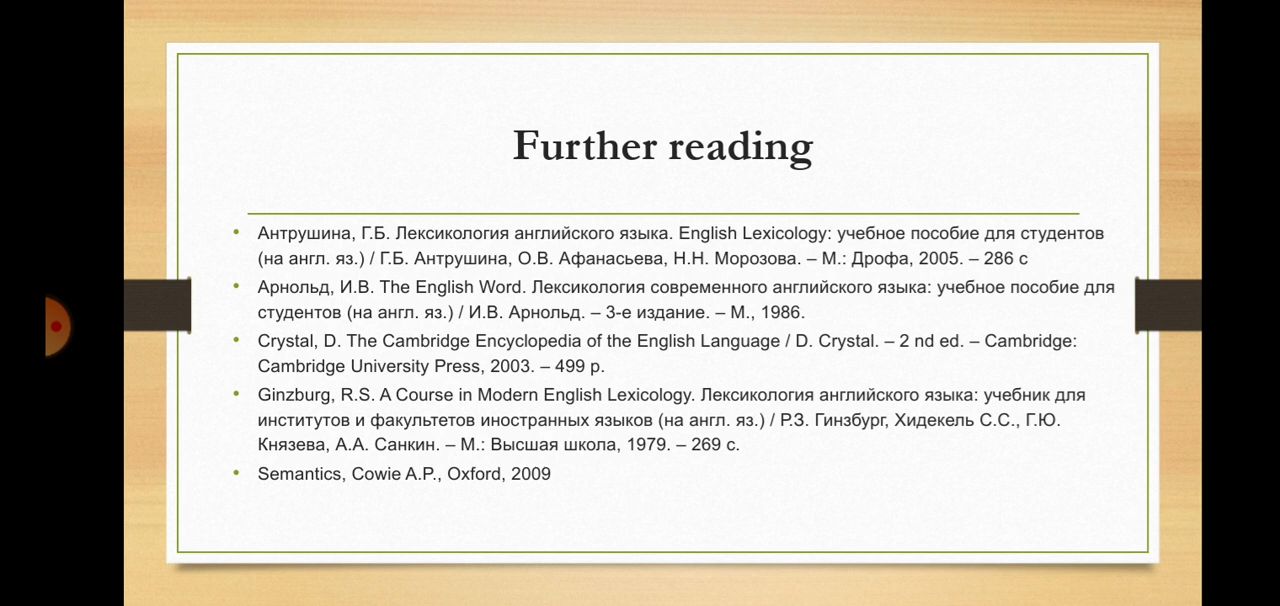 Further reading
• Антрушина, Г.Б. Лексикология английского языка. English Lexicology: учебное пособие для студентов
(на англ. яз.) / Г.Б. Антрушина, О.В. Афанасьева, Н.Н. Морозова. – М.: Дрофа, 2005. – 286 с
• Арнольд, И.В. The English Word. Лексикология современного английского языка: учебное пособие для
студентов (на англ. яз.) / И.В. Арнольд. – 3-е издание. – М., 1986.
• Crystal, D. The Cambridge Encyclopedia of the English Language / D. Crystal. – 2 nd ed. – Cambridge:
Cambridge University Press, 2003. – 499 p.
• Ginzburg, R.S. A Course in Modern English Lexicology. Лексикология английского языка: учебник для
институтов и факультетов иностранных языков (на англ. яз.) / Р.З. Гинзбург, Хидекель С.С., Г.Ю.
Князева, А.А. Санкин. – М.: Высшая школа, 1979. – 269 с.
• Semantics, Cowie A.P., Oxford, 2009